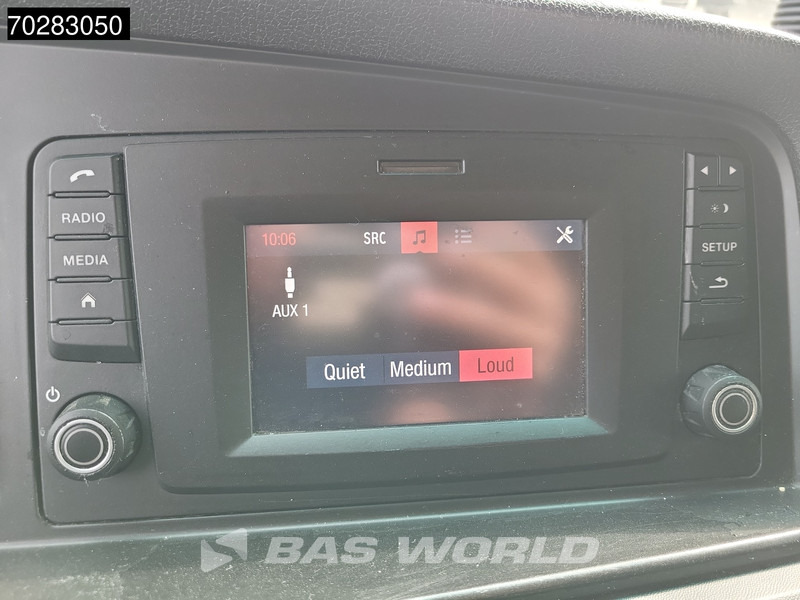 70283050
RADIO
MEDIA
10:06 SRC
AUX 1
Quiet Medium Loud
SETUP
BAS WORLD